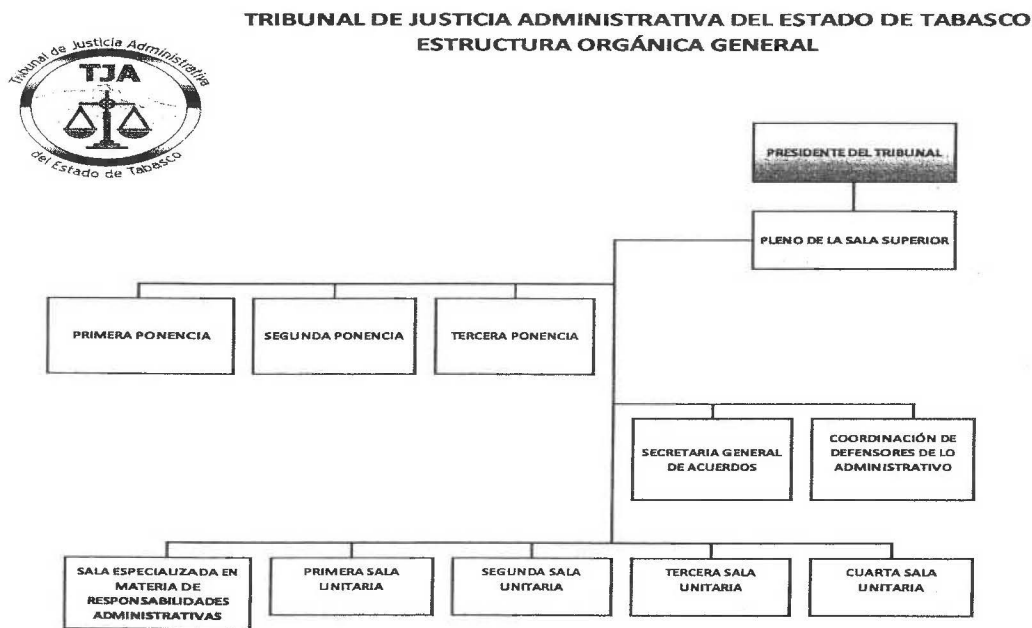 TRIBUNAL DE JUSTICIA ADMINISTRATIVA DEL ESTADO DE TABASCO
ESTRUCTURA ORGÁNICA GENERAL
Tribunal de Justicia Administrativa
TJA
del Estado de Tabasco
PRESIDENTE DEL TRIBUNAL
PLENO DE LA SALA SUPERIOR
PRIMERA PONENCIA
SEGUNDA PONENCIA
TERCERA PONENCIA
SECRETARIA GENERAL
DE ACUERDOS
COORDINACIÓN DE
DEFENSORES DE LO
ADMINISTRATIVO
SALA ESPECIALIZADA EN
MATERIA DE
RESPONSABILIDADES
ADMINISTRATIVAS
PRIMERA SALA
UNITARIA
SEGUNDA SALA
UNITARIA
TERCERA SALA
UNITARIA
CUARTA SALA
UNITARIA